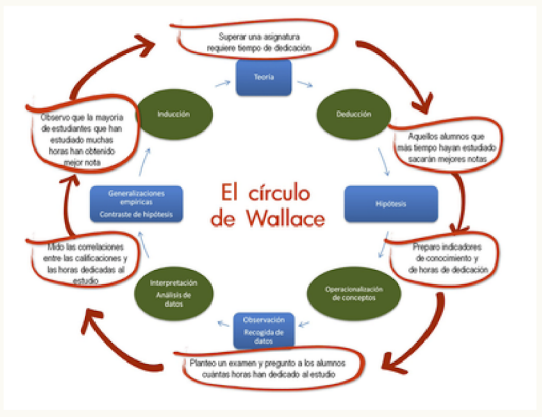 Superar una asignatura
requiere tiempo de dedicación
Teoría
Inducción
Deducción
Observo que la mayoría
de estudiantes que han
estudiado muchas
horas han obtenido
mejor nota
Aquellos alumnos que
más tiempo hayan estudiado
sacarán mejores notas
Generalizaciones
empíricas
Contraste de hipótesis
El círculo
de Wallace
Hipótesis
Mido las correlaciones
entre las calificaciones y
las horas dedicadas al
estudio
Preparo indicadores
de conocimiento y
de horas de dedicación
Interpretación
Análisis de
datos
Operacionalización
de conceptos
Observación
Recogida de
datos
Planteo un examen y pregunto a los alumnos
cuántas horas han dedicado al estudio